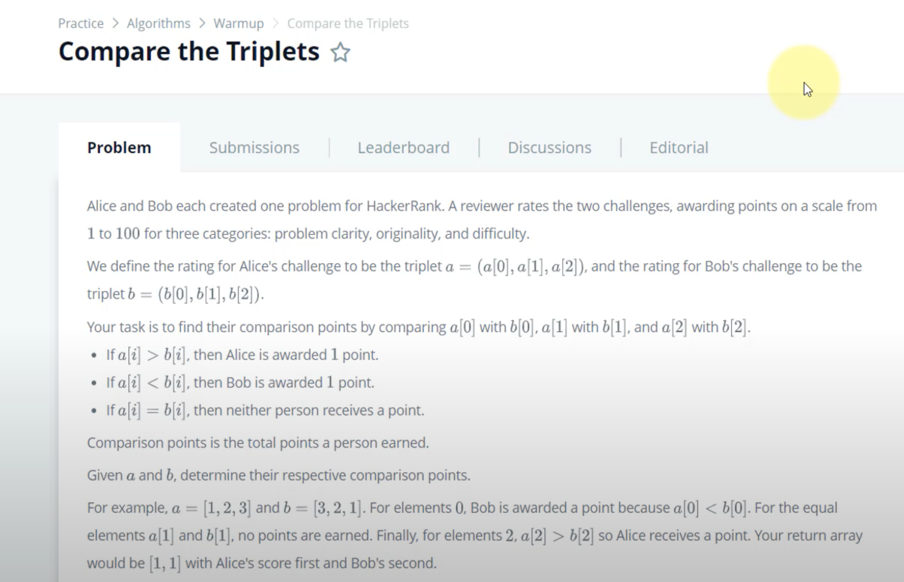 Practice > Algorithms > Warmup > Compare the Triplets
Compare the Triplets
Problem Submissions Leaderboard Discussions Editorial
Alice and Bob each created one problem for HackerRank. A reviewer rates the two challenges, awarding points on a scale from
1 to 100 for three categories: problem clarity, originality, and difficulty.
We define the rating for Alice's challenge to be the triplet a = (a[0], a[1], a[2]), and the rating for Bob's challenge to be the
triplet b = (b[0], b[1], b[2]).
Your task is to find their comparison points by comparing a[0] with b[0], a[1] with b[1], and a[2] with b[2].
• If a[i] > b[i], then Alice is awarded 1 point.
• If a[i] < b[i], then Bob is awarded 1 point.
• If a[i] = b[i], then neither person receives a point.
Comparison points is the total points a person earned.
Given a and b, determine their respective comparison points.
For example, a = [1, 2, 3] and b = [3, 2, 1]. For elements 0, Bob is awarded a point because a[0] < b[0]. For the equal
elements a[1] and b[1], no points are earned. Finally, for elements 2, a[2] > b[2] so Alice receives a point. Your return array
would be [1, 1] with Alice's score first and Bob's second.